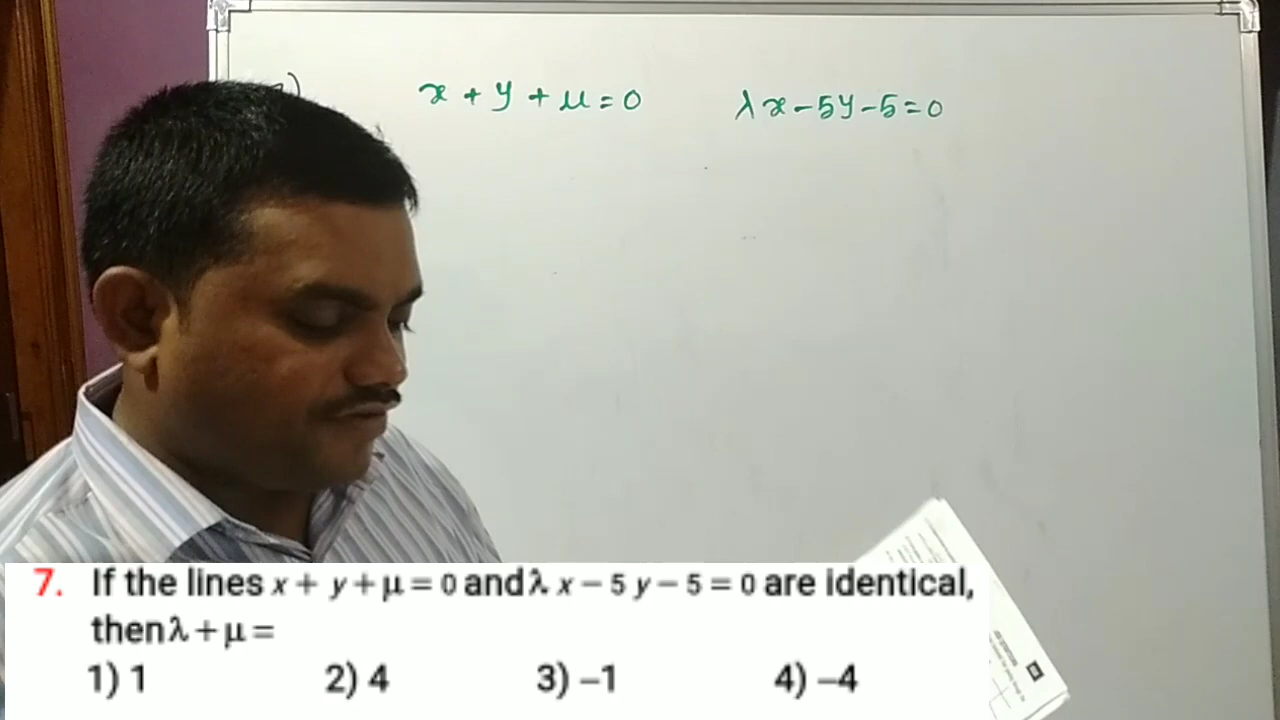 x + y + μ = 0 λx - 5y - 5 = 0
7. If the lines x + y + μ = 0 and λ x – 5 y – 5 = 0 are identical,
then λ + μ =
1) 1 2) 4 3) –1 4) –4